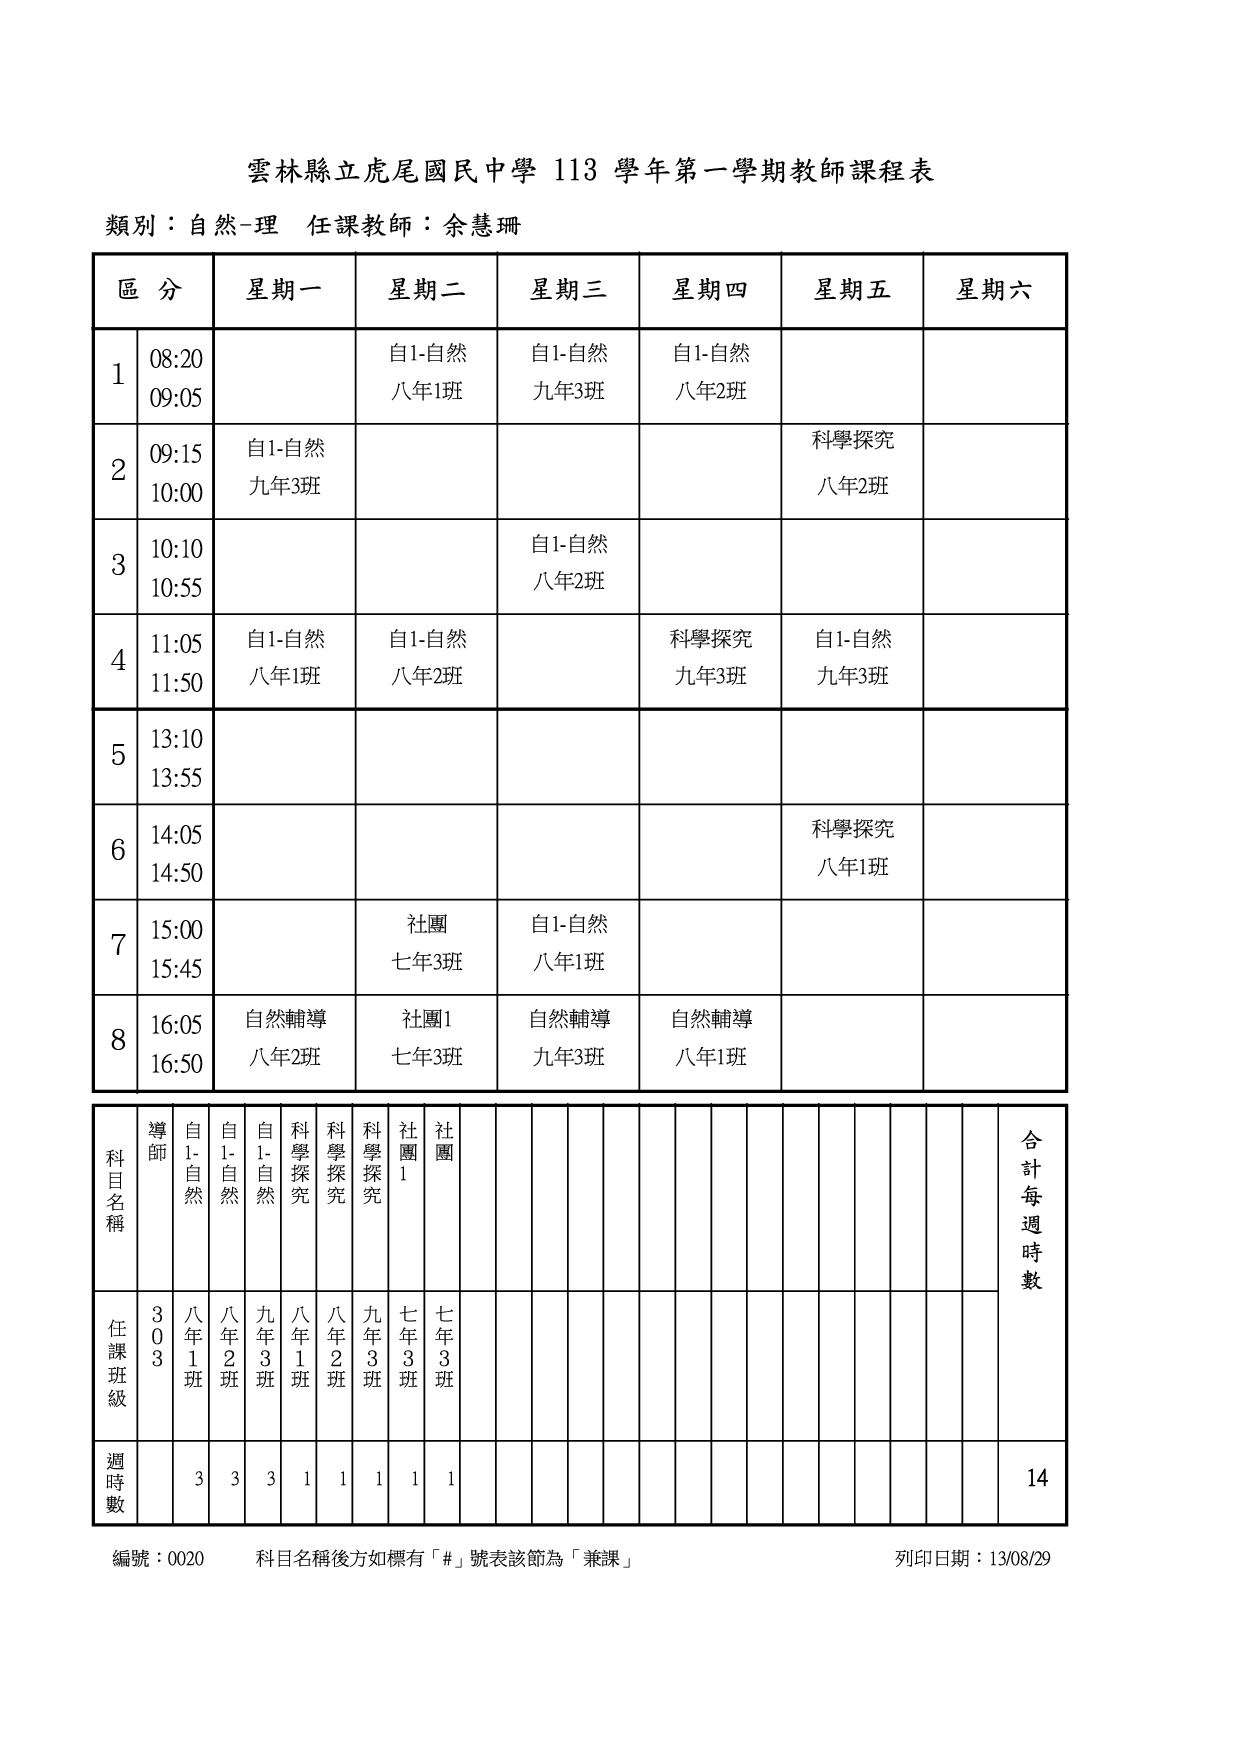 雲林縣立虎尾國民中學 113 學年第一學期教師課程表
類別：自然-理　任課教師：余慧珊
區 分 星期一 星期二 星期三 星期四 星期五 星期六
1 08:20 自1-自然 自1-自然 自1-自然
09:05 八年1班 九年3班 八年2班
2 09:15 自1-自然 科學探究
10:00 九年3班 八年2班
3 10:10 自1-自然
10:55 八年2班
4 11:05 自1-自然 自1-自然 科學探究 自1-自然
11:50 八年1班 八年2班 九年3班 九年3班
5 13:10
13:55
6 14:05 科學探究
14:50 八年1班
7 15:00 社團 自1-自然
15:45 七年3班 八年1班
8 16:05 自然輔導 社團1 自然輔導 自然輔導
16:50 八年2班 七年3班 九年3班 八年1班
科目名稱 導師 自1-自然 自1-自然 自1-自然 科學探究 科學探究 科學探究 社團1 社團 合計每週時數
任課班級 303 八年1班 八年2班 九年3班 八年1班 八年2班 九年3班 七年3班 七年3班
週時數 3 3 3 1 1 1 1 1 14
編號：0020 科目名稱後方如標有「#」號表該節為「兼課」 列印日期：13/08/29